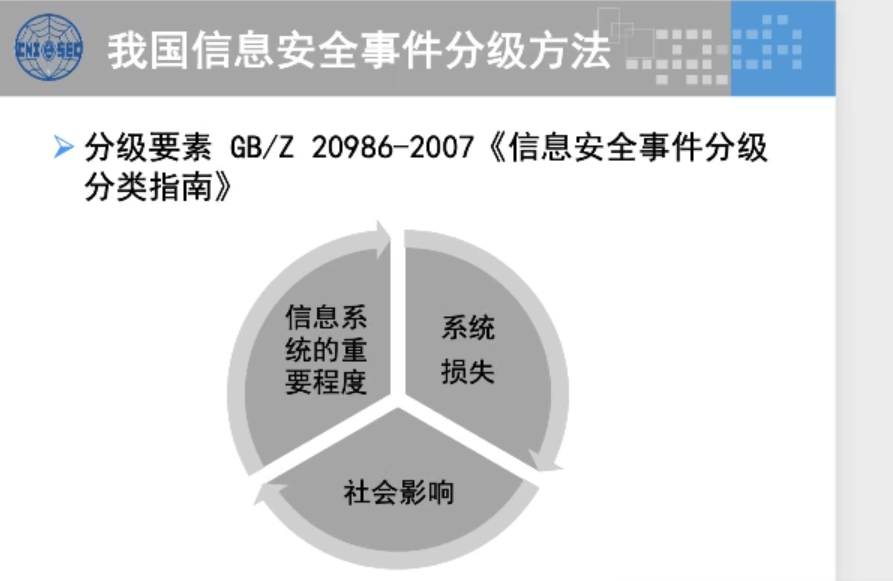 CNI SEC
我国信息安全事件分级方法
分级要素 GB/Z 20986-2007《信息安全事件分级
分类指南》
信息系
统的重
要程度
系统
损失
社会影响